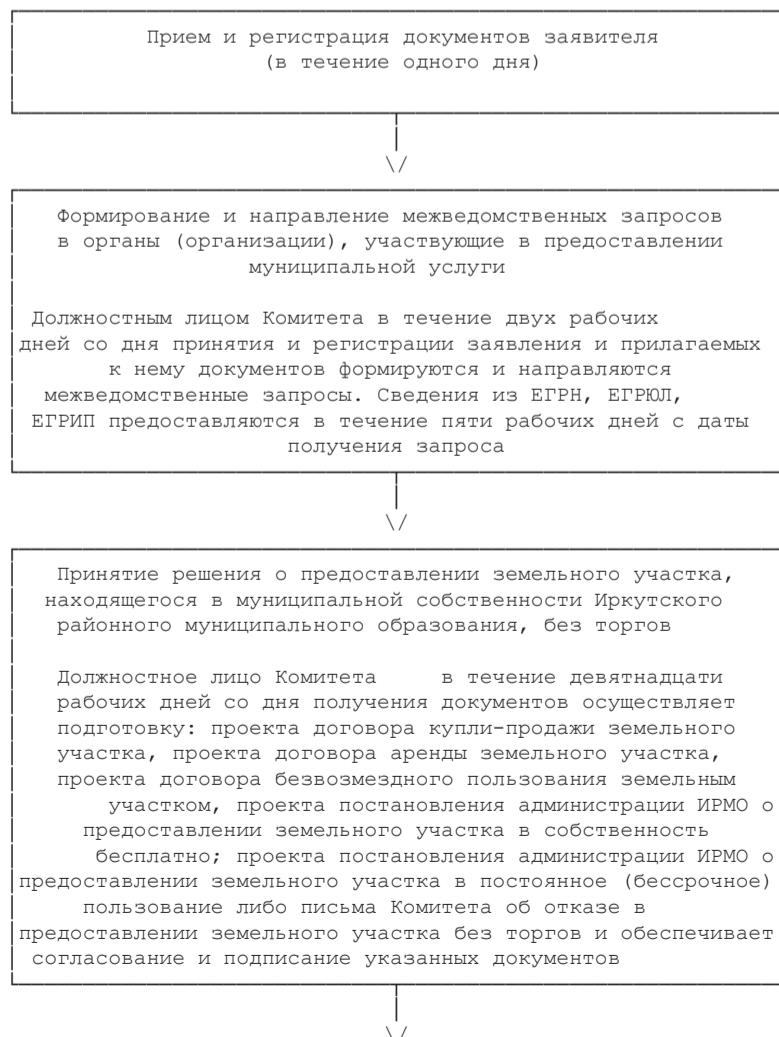 Прием и регистрация документов заявителя
(в течение одного дня)
\/
Формирование и направление межведомственных запросов
в органы (организации), участвующие в предоставлении
муниципальной услуги
Должностным лицом Комитета в течение двух рабочих
дней со дня принятия и регистрации заявления и прилагаемых
к нему документов формируются и направляются
межведомственные запросы. Сведения из ЕГРН, ЕГРЮЛ,
ЕГРИП предоставляются в течение пяти рабочих дней с даты
получения запроса
\/
Принятие решения о предоставлении земельного участка,
находящегося в муниципальной собственности Иркутского
районного муниципального образования, без торгов
Должностное лицо Комитета в течение девятнадцати
рабочих дней со дня получения документов осуществляет
подготовку: проекта договора купли-продажи земельного
участка, проекта договора аренды земельного участка,
проекта договора безвозмездного пользования земельным
участком, проекта постановления администрации ИРМО о
предоставлении земельного участка в собственность
бесплатно; проекта постановления администрации ИРМО о
предоставлении земельного участка в постоянное (бессрочное)
пользование либо письма Комитета об отказе в
предоставлении земельного участка без торгов и обеспечивает
согласование и подписание указанных документов
\/